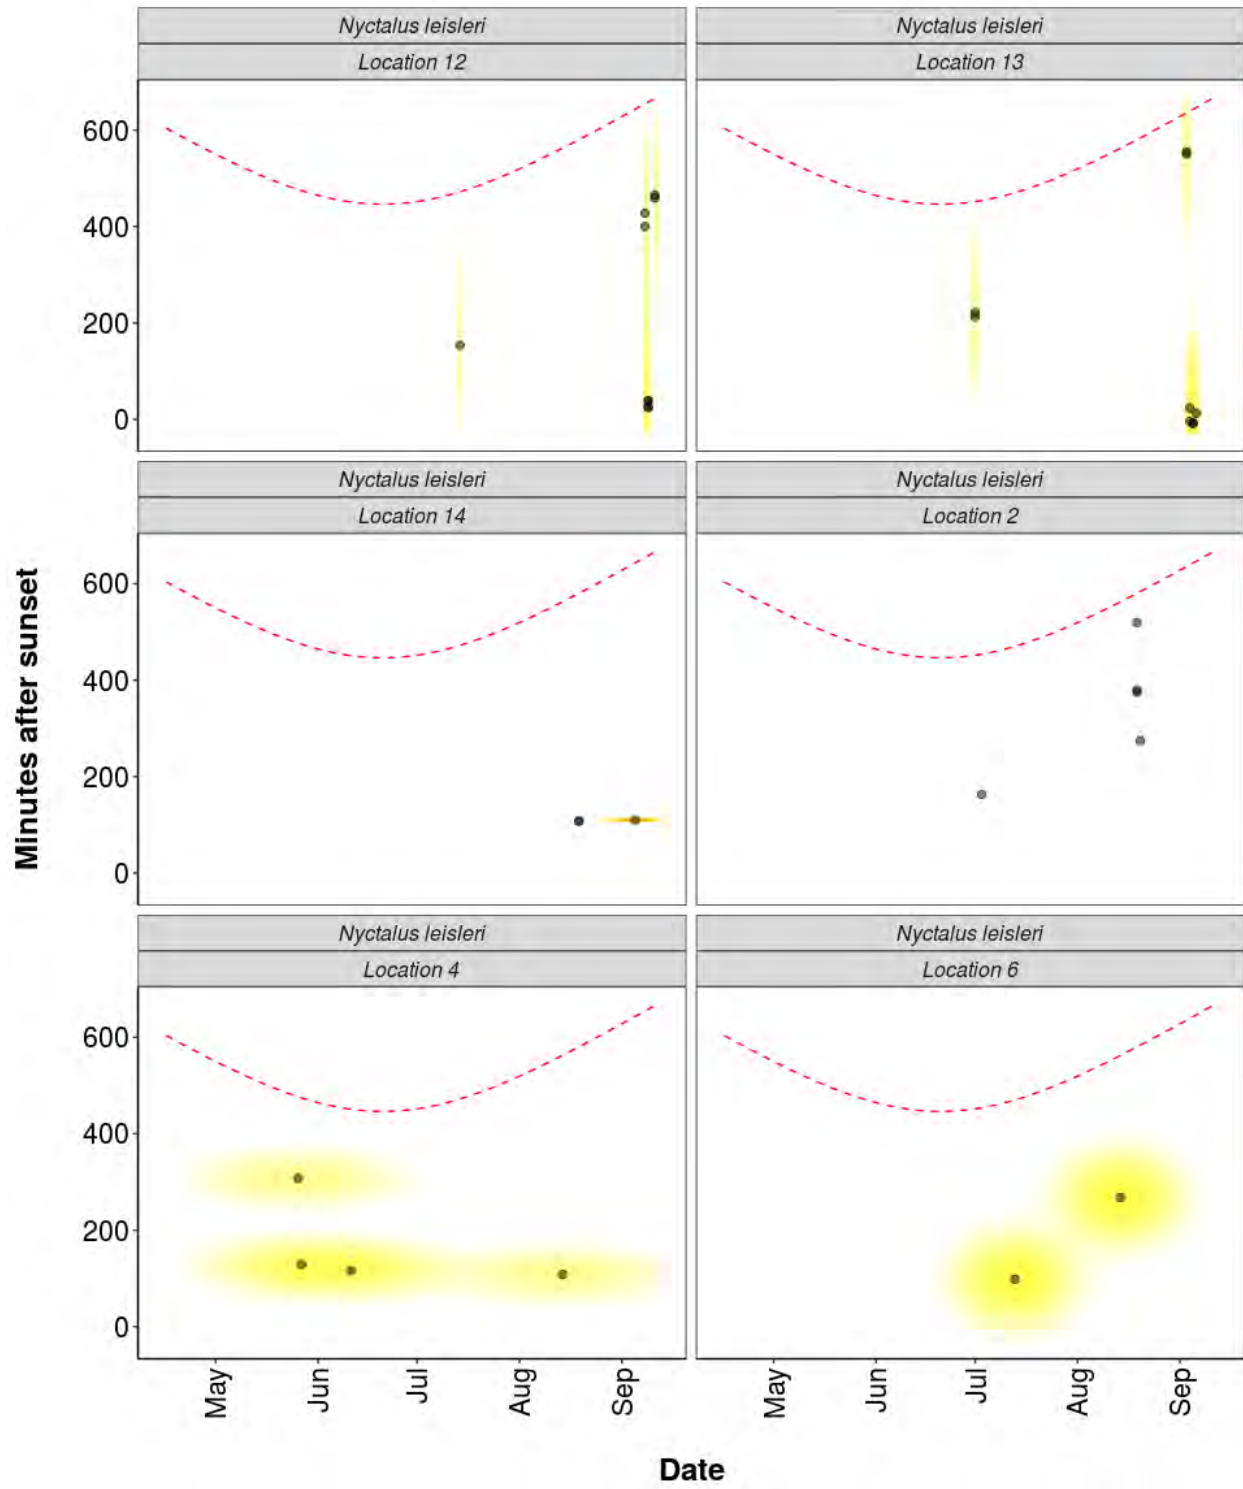 Nyctalus leisleri Nyctalus leisleri
Location 12 Location 13
600
400
200
0
Nyctalus leisleri Nyctalus leisleri
Location 14 Location 2
600
400
200
0
Minutes after sunset
Nyctalus leisleri Nyctalus leisleri
Location 4 Location 6
600
400
200
0
May Jun Jul Aug Sep May Jun Jul Aug Sep
Date